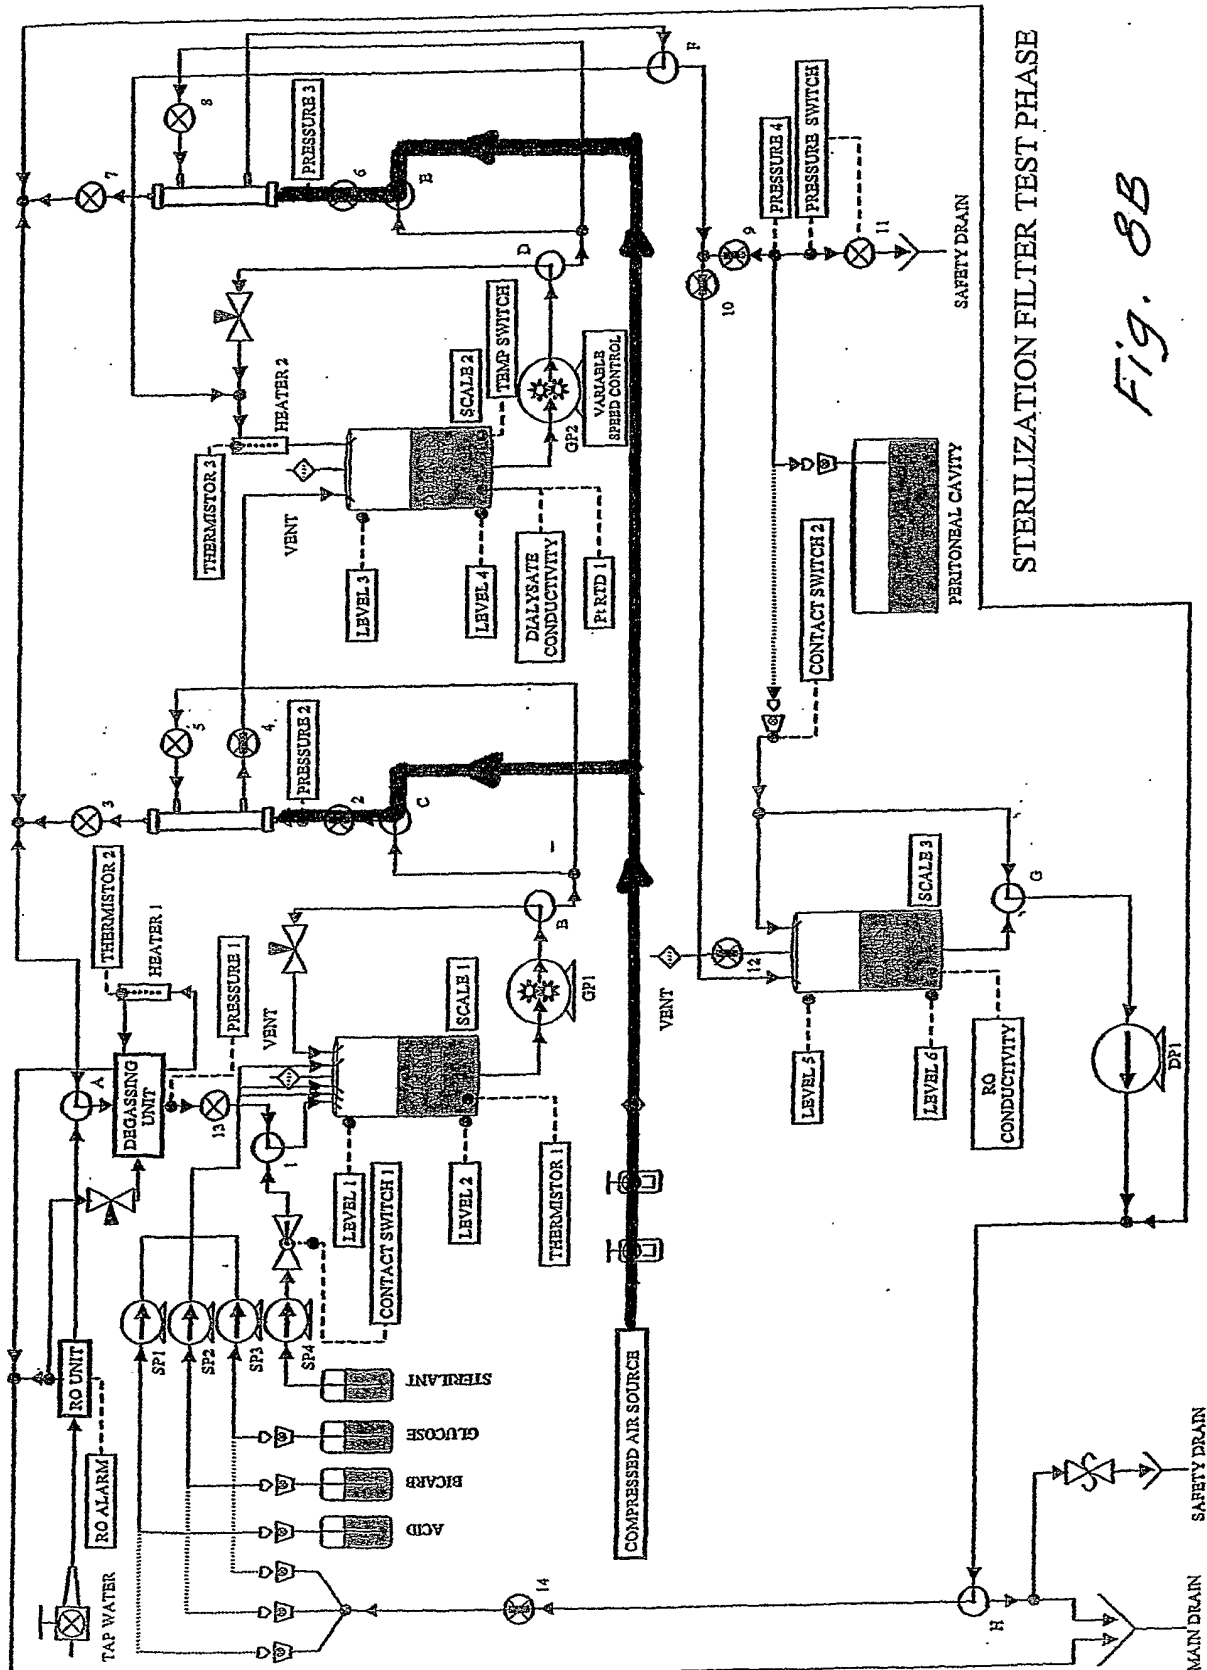 TAP WATER
RO ALARM
RO UNIT
SP1
SP2
SP3
SP4
ACID
BICARB
GLUCOSE
STERILANT
CONTACT SWITCH 1
A
DEGASSING
UNIT
THERMISTOR 2
HEATER 1
PRESSURE 1
13
1
VENT
LEVEL 1
LEVEL 2
SCALE 1
THERMISTOR 1
GP1
B
3
5
4
PRESSURE 2
2
C
THERMISTOR 3
HEATER 2
VENT
LEVEL 3
LEVEL 4
SCALE 2
TEMP SWITCH
DIALYSATE
CONDUCTIVITY
Pt RTD 1
GP2
VARIABLE
SPEED CONTROL
D
7
8
PRESSURE 3
6
E
F
COMPRESSED AIR SOURCE
VENT
12
LEVEL 5
LEVEL 6
SCALE 3
RO
CONDUCTIVITY
G
DP1
CONTACT SWITCH 2
PERITONEAL CAVITY
10
9
PRESSURE 4
PRESSURE SWITCH
11
SAFETY DRAIN
14
H
MAIN DRAIN
SAFETY DRAIN
STERILIZATION FILTER TEST PHASE
Fig. 8B